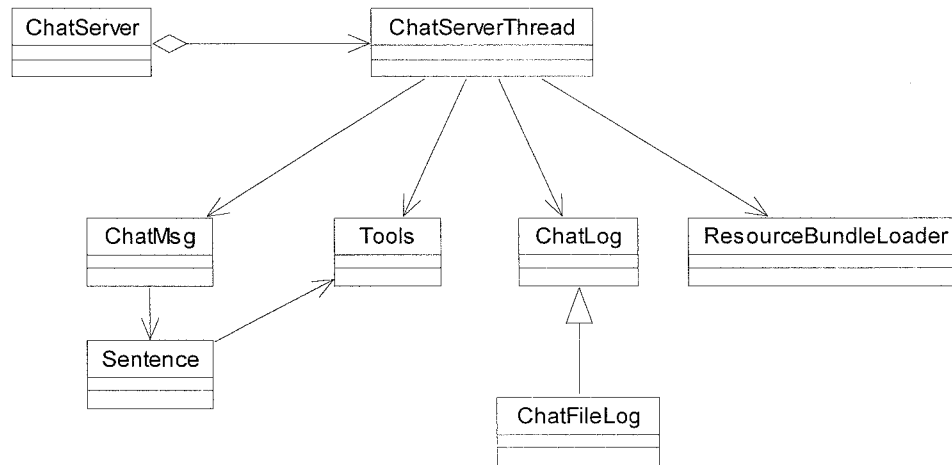 ChatServer
ChatServerThread
ChatMsg
Tools
ChatLog
ResourceBundleLoader
Sentence
ChatFileLog